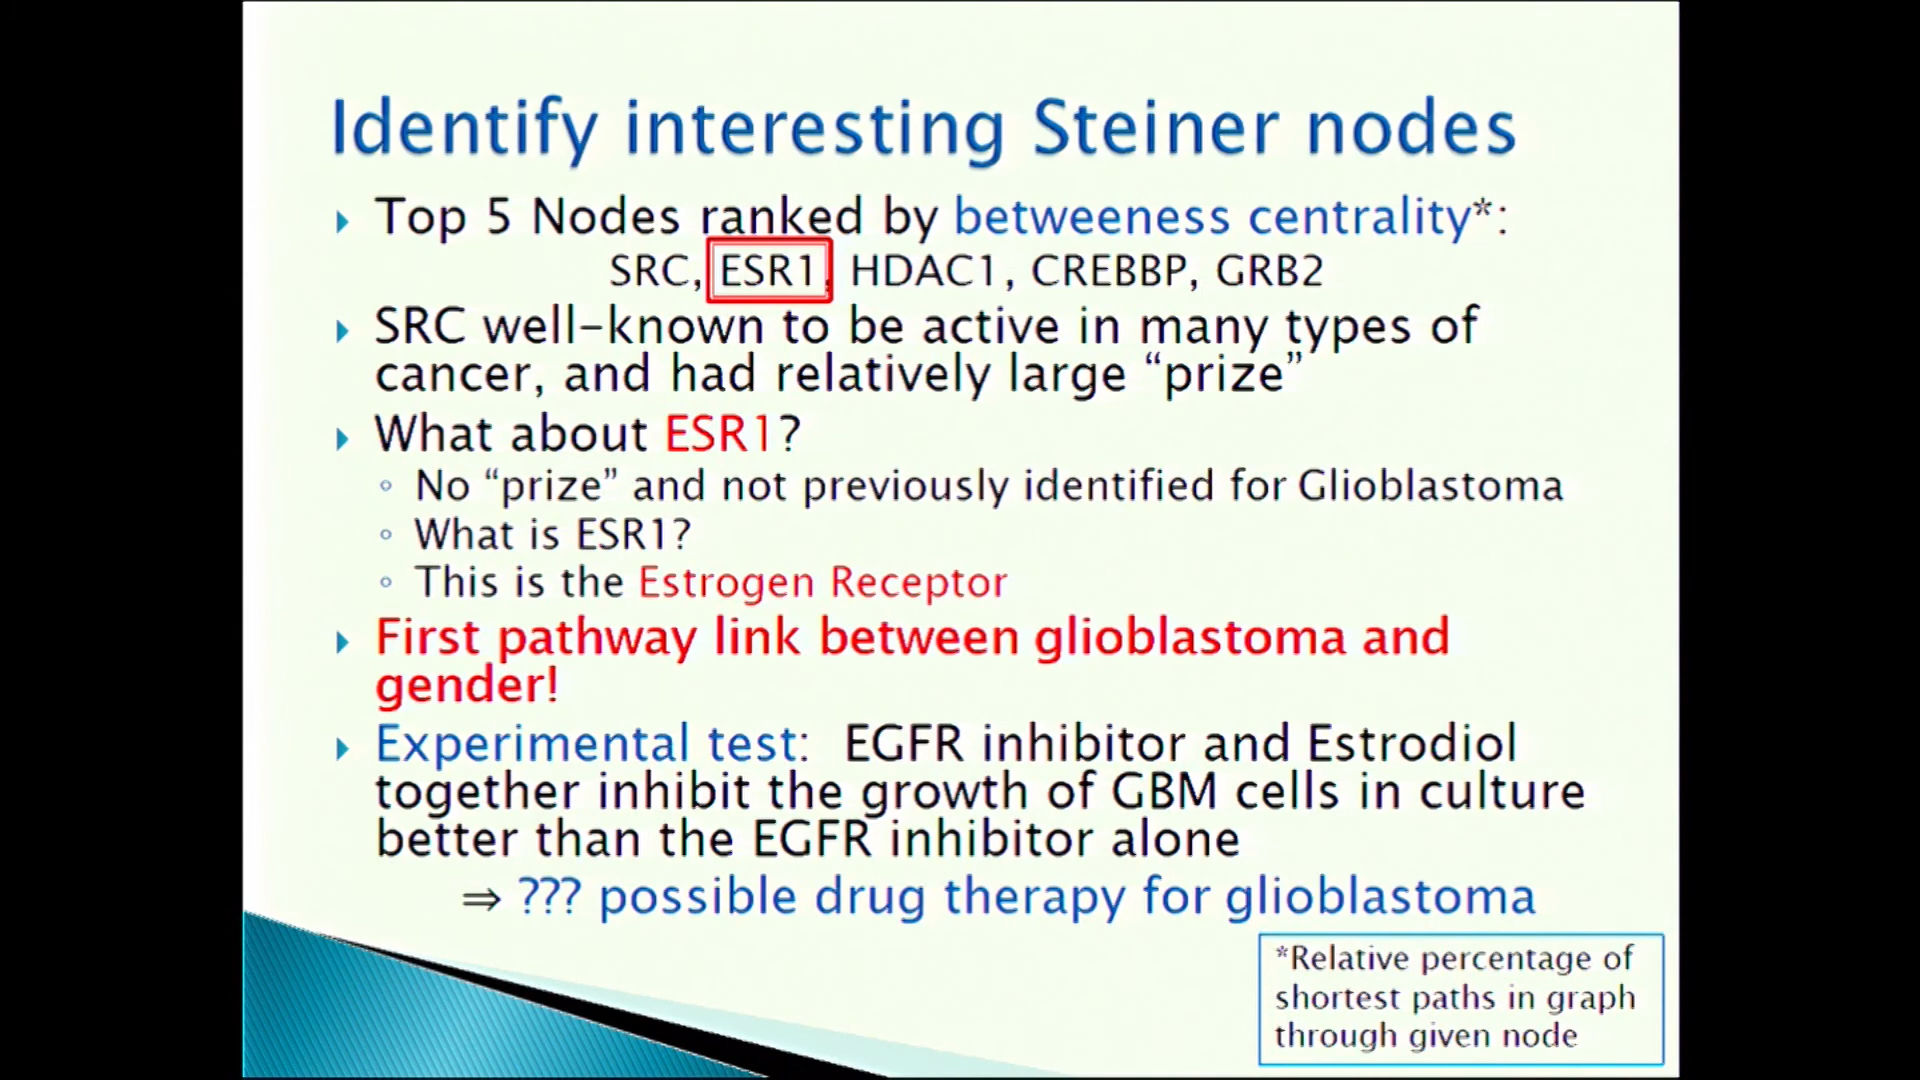 Identify interesting Steiner nodes
Top 5 Nodes ranked by betweeness centrality*:
SRC, ESR1, HDAC1, CREBBP, GRB2
SRC well-known to be active in many types of
cancer, and had relatively large “prize”
What about ESR1?
No “prize” and not previously identified for Glioblastoma
What is ESR1?
This is the Estrogen Receptor
First pathway link between glioblastoma and
gender!
Experimental test: EGFR inhibitor and Estrodiol
together inhibit the growth of GBM cells in culture
better than the EGFR inhibitor alone
⇒ ??? possible drug therapy for glioblastoma
*Relative percentage of
shortest paths in graph
through given node